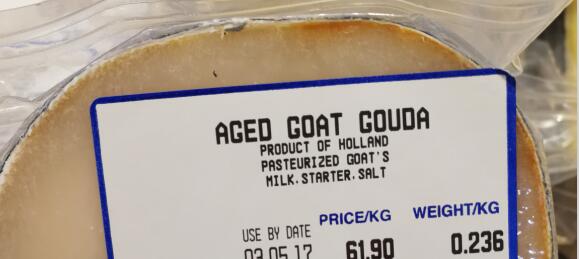 AGED GOAT GOUDA
PRODUCT OF HOLLAND
PASTEURIZED GOAT'S
MILK.STARTER.SALT
USE BY DATE PRICE/KG WEIGHT/KG
03.05.17 61.90 0.236